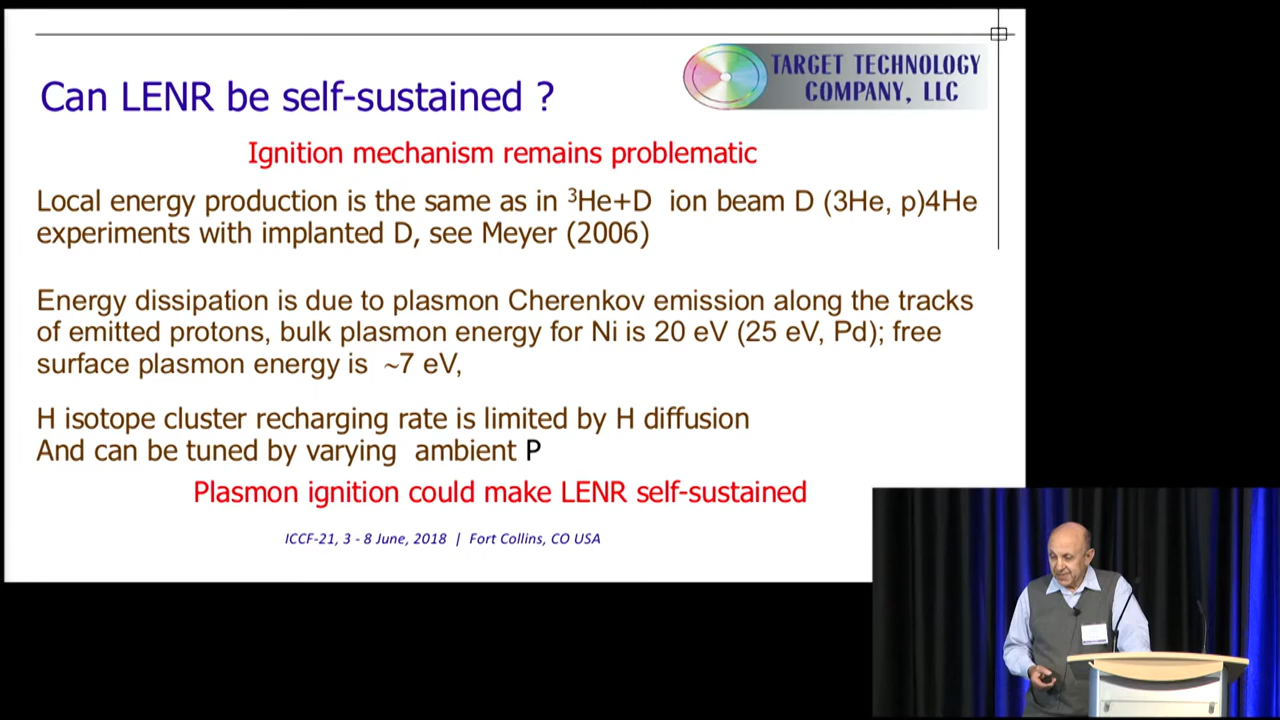 TARGET TECHNOLOGY
COMPANY, LLC
Can LENR be self-sustained ?
Ignition mechanism remains problematic
Local energy production is the same as in ³He+D ion beam D (3He, p)4He
experiments with implanted D, see Meyer (2006)
Energy dissipation is due to plasmon Cherenkov emission along the tracks
of emitted protons, bulk plasmon energy for Ni is 20 eV (25 eV, Pd); free
surface plasmon energy is ~7 eV,
H isotope cluster recharging rate is limited by H diffusion
And can be tuned by varying ambient P
Plasmon ignition could make LENR self-sustained
ICCF-21, 3 - 8 June, 2018 | Fort Collins, CO USA